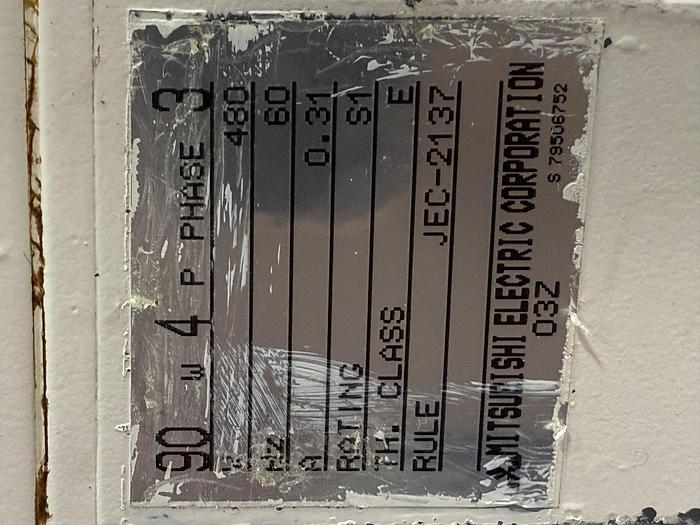 90 W 4 P PHASE 3
V 480
HZ 60
A 0.31
RATING S1
TH. CLASS E
RULE JEC-2137
MITSUBISHI ELECTRIC CORPORATION
03Z S 79506752